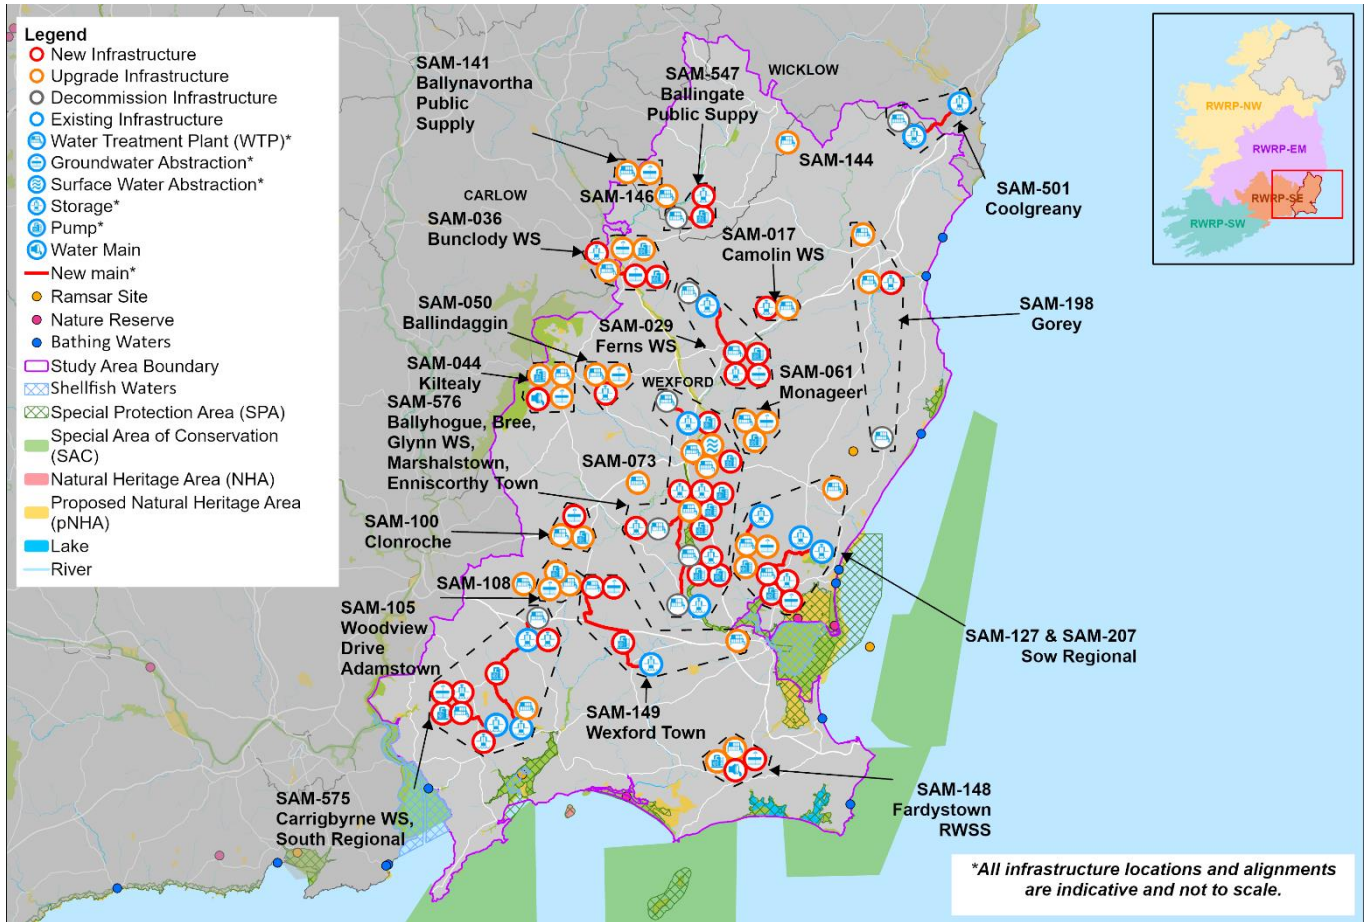 Legend
New Infrastructure
Upgrade Infrastructure
Decommission Infrastructure
Existing Infrastructure
Water Treatment Plant (WTP)*
Groundwater Abstraction*
Surface Water Abstraction*
Storage*
Pump*
Water Main
New main*
Ramsar Site
Nature Reserve
Bathing Waters
Study Area Boundary
Shellfish Waters
Special Protection Area (SPA)
Special Area of Conservation
(SAC)
Natural Heritage Area (NHA)
Proposed Natural Heritage Area
(pNHA)
Lake
River
SAM-141
Ballynavortha
Public
Supply
SAM-547
Ballingate
Public Suppy
WICKLOW
SAM-144
SAM-501
Coolgreany
CARLOW
SAM-146
SAM-036
Bunclody WS
SAM-017
Camolin WS
SAM-050
Ballindaggin
SAM-029
Ferns WS
SAM-198
Gorey
SAM-044
Kiltealy
WEXFORD
SAM-061
Monageer
SAM-576
Ballyhogue, Bree,
Glynn WS,
Marshalstown,
Enniscorthy Town
SAM-073
SAM-100
Clonroche
SAM-108
SAM-105
Woodview
Drive
Adamstown
SAM-127 & SAM-207
Sow Regional
SAM-149
Wexford Town
SAM-575
Carrigbyrne WS,
South Regional
SAM-148
Fardystown
RWSS
RWRP-NW
RWRP-EM
RWRP-SE
RWRP-SW
*All infrastructure locations and alignments
are indicative and not to scale.